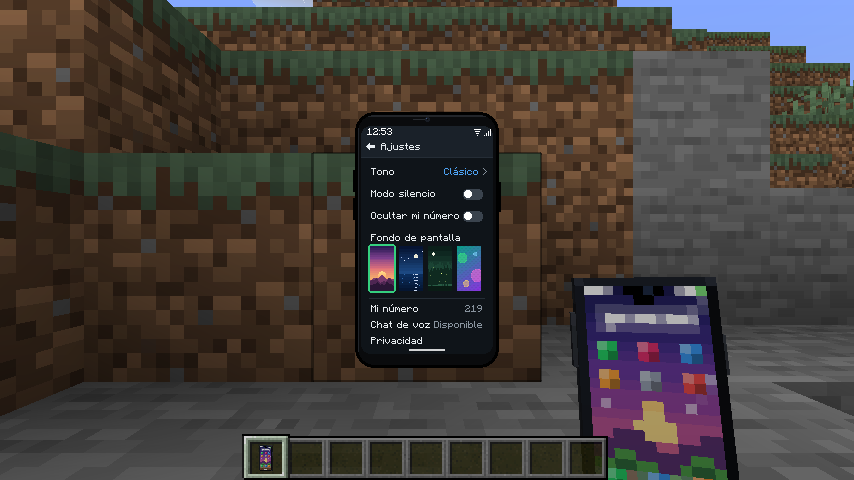 12:53
Ajustes
Tono Clásico
Modo silencio
Ocultar mi número
Fondo de pantalla
Mi número 219
Chat de voz Disponible
Privacidad